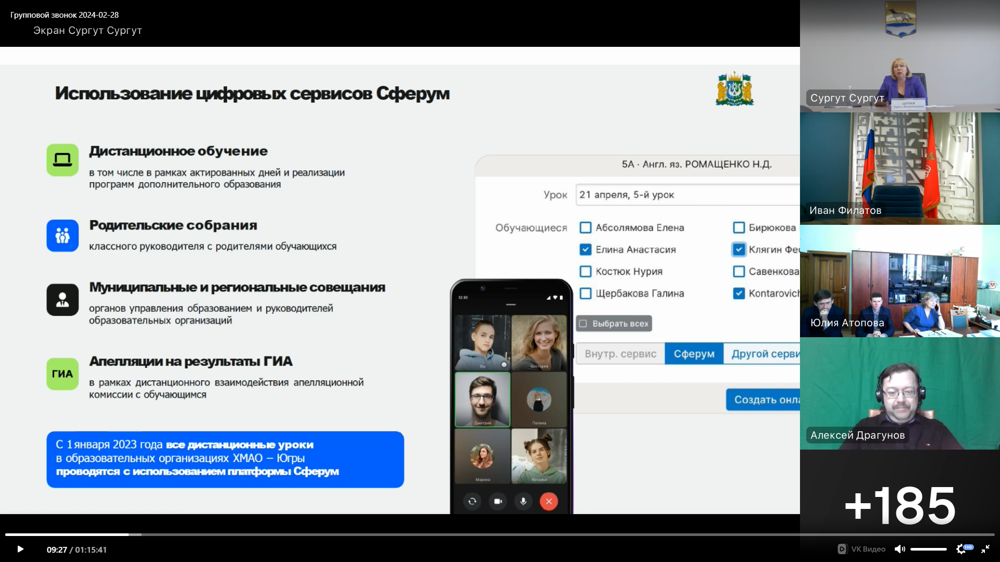 Групповой звонок 2024-02-28
Экран Сургут Сургут
Использование цифровых сервисов Сферум
Дистанционное обучение
в том числе в рамках актированных дней и реализации
программ дополнительного образования
Родительские собрания
классного руководителя с родителями обучающихся
Муниципальные и региональные совещания
органов управления образованием и руководителей
образовательных организаций
ГИА
Апелляции на результаты ГИА
в рамках дистанционного взаимодействия апелляционной
комиссии с обучающимся
С 1 января 2023 года все дистанционные уроки
в образовательных организациях ХМАО – Югры
проводятся с использованием платформы Сферум
5А · Англ. яз. РОМАЩЕНКО Н.Д.
Урок
21 апреля, 5-й урок
Обучающиеся
Абсолямова Елена
Бирюкова
Елина Анастасия
Клягин Фес
Костюк Нурия
Савенкова
Щербакова Галина
Kontarovich
Выбрать всех
Внутр. сервис
Сферум
Другой серви
Создать онла
12:30
Вы
Виктория
Дмитрий
Полина
Марина
Наталья
ЦУЛАЯ
Сургут Сургут
Иван Филатов
Юлия Атопова
Алексей Драгунов
+185
09:27 / 01:15:41
VK Видео
FHD